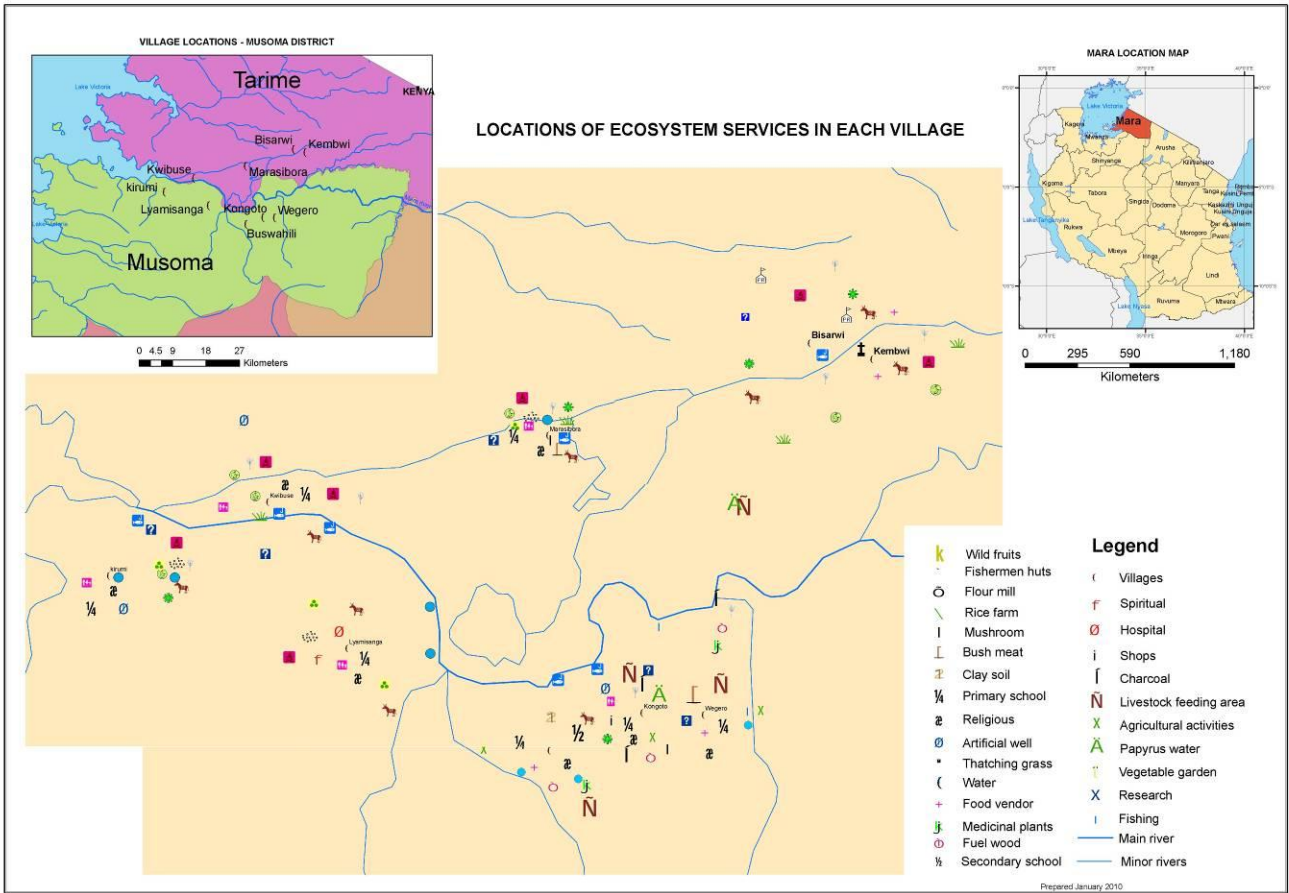 VILLAGE LOCATIONS - MUSOMA DISTRICT
Lake Victoria
Tarime
KENYA
Bisarwi
Kembwi
Kwibuse
Marasibora
kirumi
Lyamisanga
Kongoto
Wegero
Buswahili
Lake Victoria
Musoma
0 4.5 9 18 27
Kilometers
LOCATIONS OF ECOSYSTEM SERVICES IN EACH VILLAGE
MARA LOCATION MAP
Lake Victoria
Mara
Kagera
Mwanza
Arusha
Shinyanga
Kilimanjaro
Kigoma
Manyara
Tabora
Tanga
Singida
Dodoma
Lake Tanganyika
Rukwa
Morogoro
Pwani
Mbeya
Iringa
Lindi
Lake Nyasa
Ruvuma
Mtwara
0 295 590 1,180
Kilometers
Bisarwi
Kembwi
Marasibora
Kwibuse
kirumi
Lyamisanga
Kongoto
Wegero
Legend
Wild fruits
Fishermen huts
Flour mill
Rice farm
Mushroom
Bush meat
Clay soil
Primary school
Religious
Artificial well
Thatching grass
Water
Food vendor
Medicinal plants
Fuel wood
Secondary school
Villages
Spiritual
Hospital
Shops
Charcoal
Livestock feeding area
Agricultural activities
Papyrus water
Vegetable garden
Research
Fishing
Main river
Minor rivers
Prepared January 2010